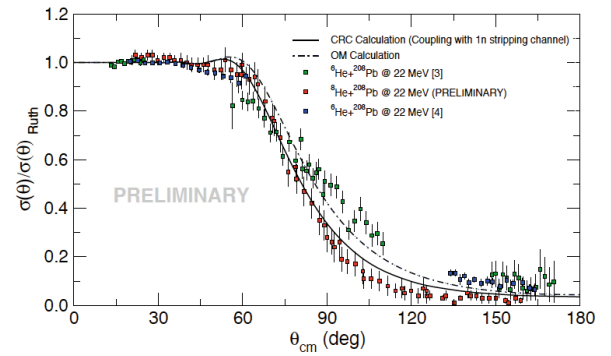 1.2
1.0
0.8
0.6
0.4
0.2
0.0
σ(θ)/σ(θ)Ruth
CRC Calculation (Coupling with 1n stripping channel)
OM Calculation
⁶He+²⁰⁸Pb @ 22 MeV [3]
⁸He+²⁰⁸Pb @ 22 MeV (PRELIMINARY)
⁶He+²⁰⁸Pb @ 22 MeV [4]
PRELIMINARY
0 30 60 90 120 150 180
θcm (deg)